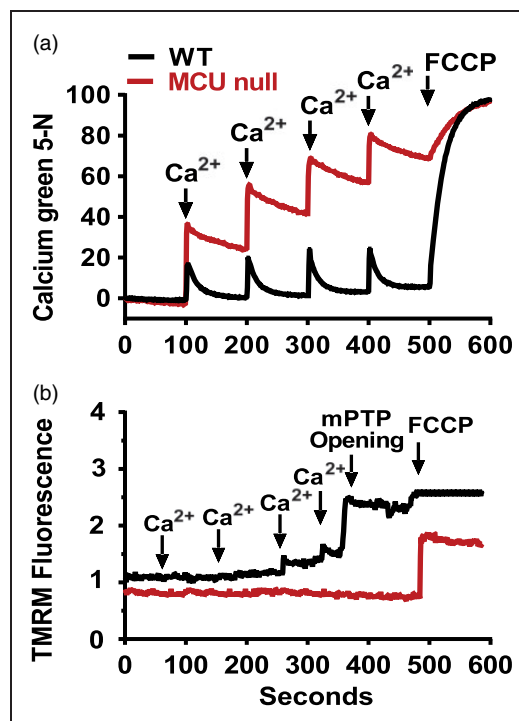 (a)
WT
MCU null
Ca2+
Ca2+
Ca2+
Ca2+
FCCP
Calcium green 5-N
100
80
60
40
20
0
0 100 200 300 400 500 600
(b)
mPTP
Opening
FCCP
Ca2+
Ca2+
Ca2+
Ca2+
TMRM Fluorescence
4
3
2
1
0
0 100 200 300 400 500 600
Seconds